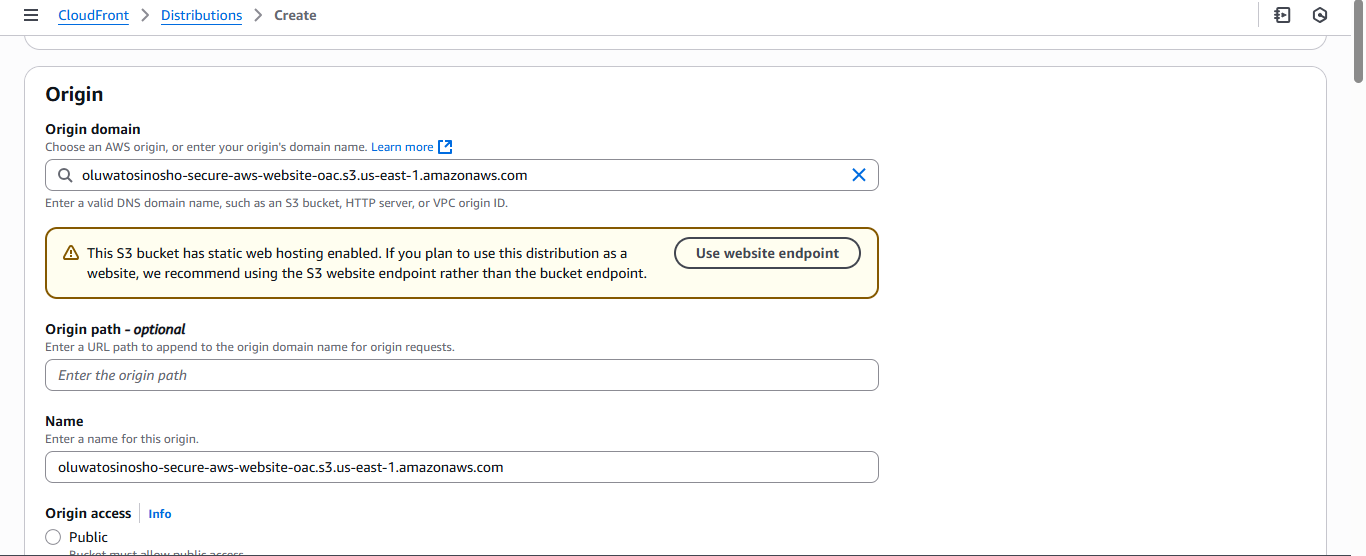 CloudFront > Distributions > Create
Origin
Origin domain
Choose an AWS origin, or enter your origin's domain name. Learn more
oluwatosinosho-secure-aws-website-oac.s3.us-east-1.amazonaws.com
Enter a valid DNS domain name, such as an S3 bucket, HTTP server, or VPC origin ID.
This S3 bucket has static web hosting enabled. If you plan to use this distribution as a
website, we recommend using the S3 website endpoint rather than the bucket endpoint.
Use website endpoint
Origin path - optional
Enter a URL path to append to the origin domain name for origin requests.
Enter the origin path
Name
Enter a name for this origin.
oluwatosinosho-secure-aws-website-oac.s3.us-east-1.amazonaws.com
Origin access Info
Public
Bucket must allow public access.